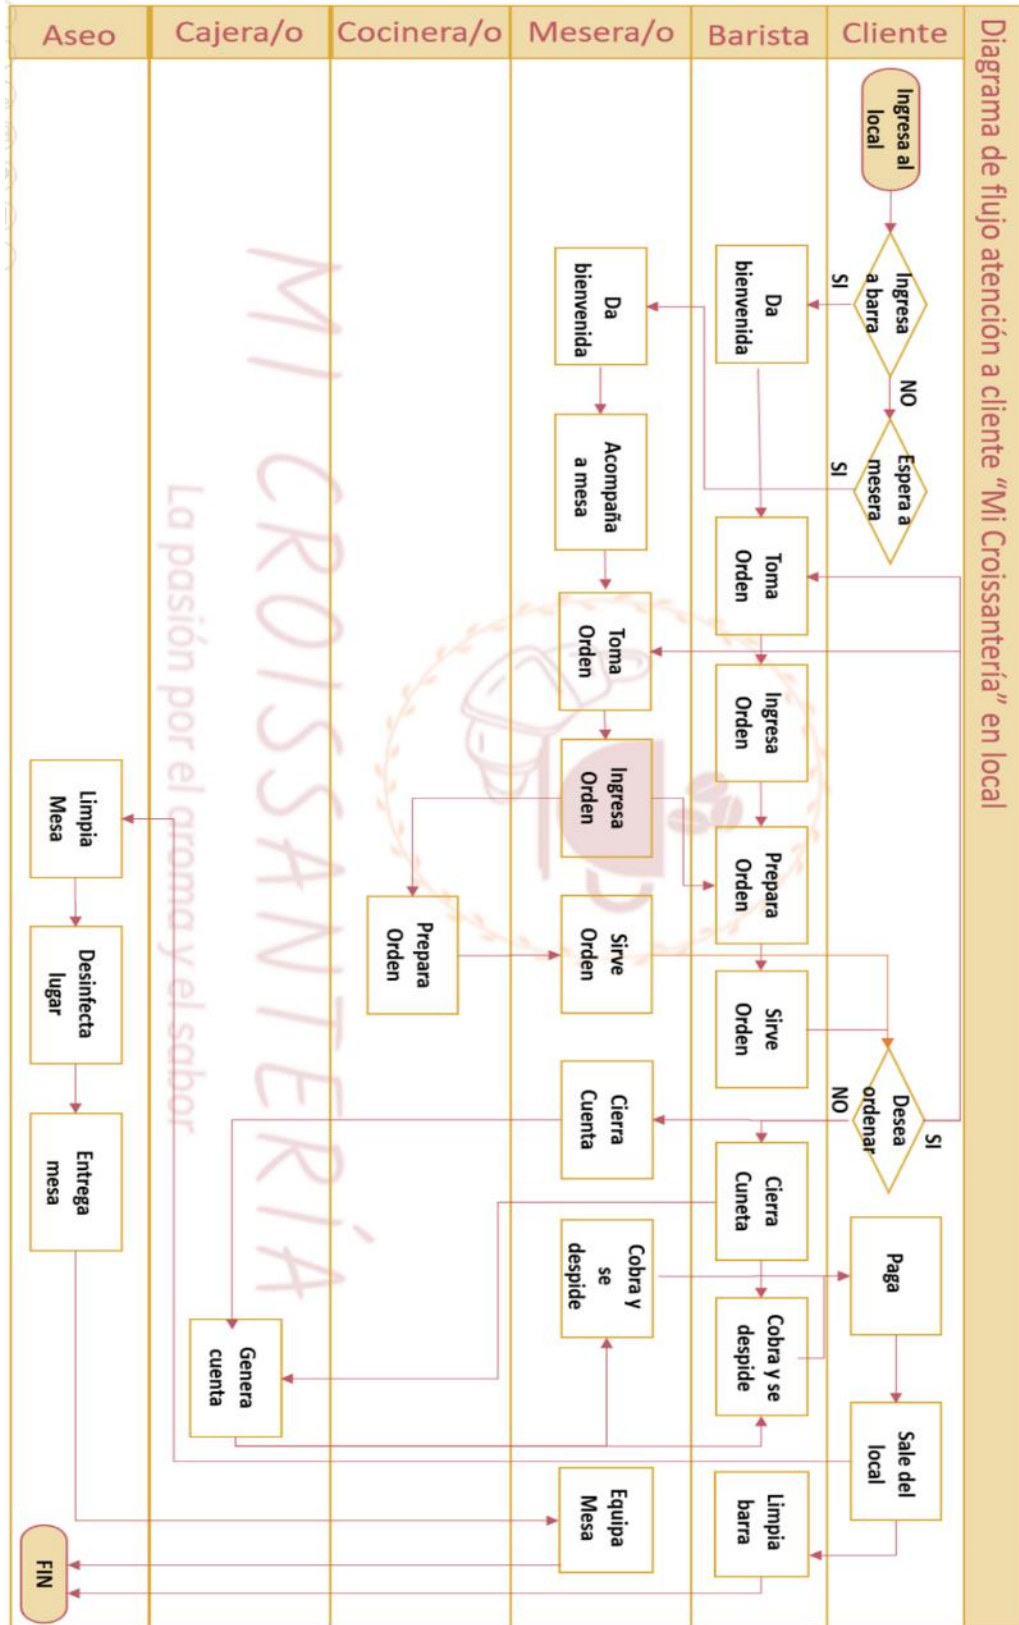 Diagrama de flujo atención a cliente “Mi Croissantería” en local
Cliente
Ingresa al
local
Ingresa
a barra
SI
NO
Espera a
mesera
SI
Desea
ordenar
SI
NO
Paga
Sale del
local
Barista
Da
bienvenida
Toma
Orden
Ingresa
Orden
Prepara
Orden
Sirve
Orden
Cierra
Cuneta
Cobra y se
despide
Limpia
barra
Mesera/o
Da
bienvenida
Acompaña
a mesa
Toma
Orden
Ingresa
Orden
Sirve
Orden
Cierra
Cuenta
Cobra y
se
despide
Equipa
Mesa
Cocinera/o
Prepara
Orden
Cajera/o
Genera
cuenta
Aseo
Limpia
Mesa
Desinfecta
lugar
Entrega
mesa
FIN
MI CROISSANTERÍA
La pasión por el aroma y el sabor